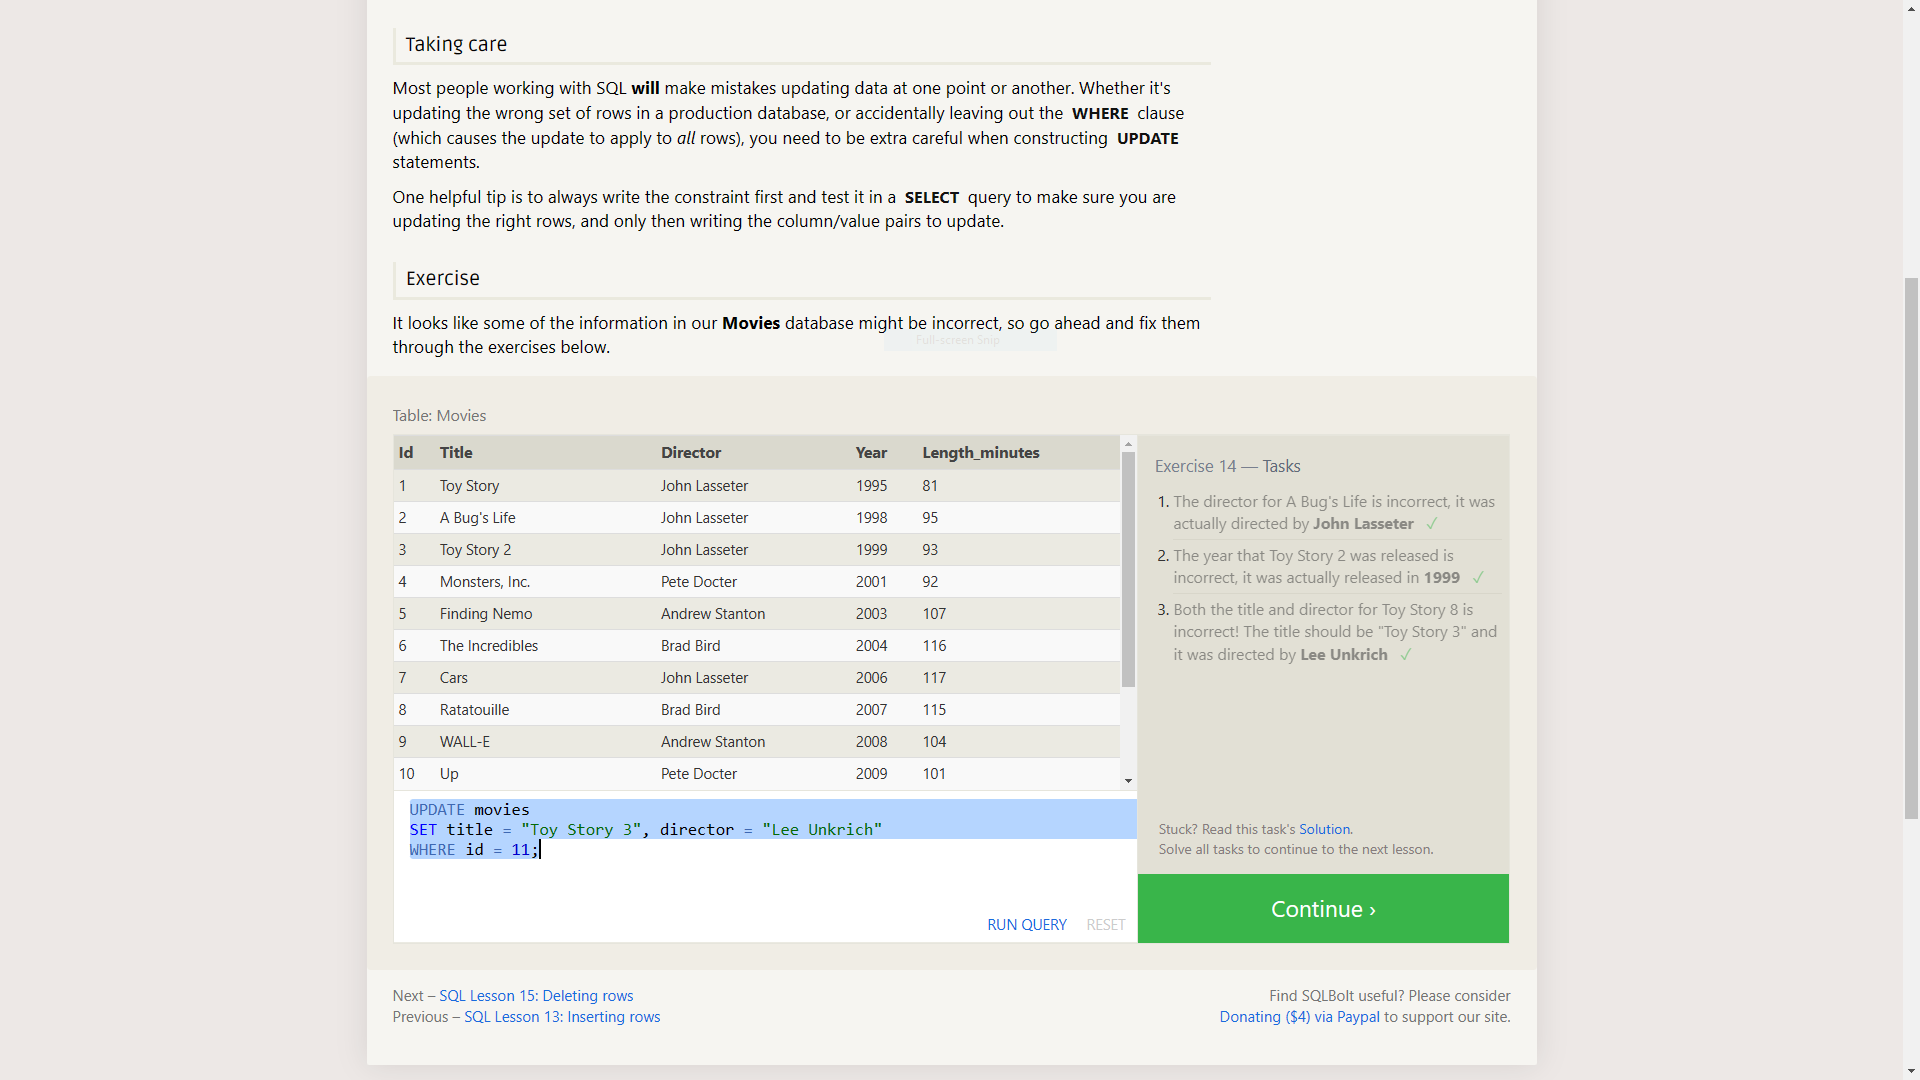 Taking care
Most people working with SQL will make mistakes updating data at one point or another. Whether it's
updating the wrong set of rows in a production database, or accidentally leaving out the WHERE clause
(which causes the update to apply to all rows), you need to be extra careful when constructing UPDATE
statements.
One helpful tip is to always write the constraint first and test it in a SELECT query to make sure you are
updating the right rows, and only then writing the column/value pairs to update.
Exercise
It looks like some of the information in our Movies database might be incorrect, so go ahead and fix them
through the exercises below.
Full-screen Snip
Table: Movies
Id Title Director Year Length_minutes
1 Toy Story John Lasseter 1995 81
2 A Bug's Life John Lasseter 1998 95
3 Toy Story 2 John Lasseter 1999 93
4 Monsters, Inc. Pete Docter 2001 92
5 Finding Nemo Andrew Stanton 2003 107
6 The Incredibles Brad Bird 2004 116
7 Cars John Lasseter 2006 117
8 Ratatouille Brad Bird 2007 115
9 WALL-E Andrew Stanton 2008 104
10 Up Pete Docter 2009 101
UPDATE movies
SET title = "Toy Story 3", director = "Lee Unkrich"
WHERE id = 11;
RUN QUERY RESET
Exercise 14 — Tasks
1. The director for A Bug's Life is incorrect, it was
actually directed by John Lasseter ✓
2. The year that Toy Story 2 was released is
incorrect, it was actually released in 1999 ✓
3. Both the title and director for Toy Story 8 is
incorrect! The title should be "Toy Story 3" and
it was directed by Lee Unkrich ✓
Stuck? Read this task's Solution.
Solve all tasks to continue to the next lesson.
Continue ›
Next – SQL Lesson 15: Deleting rows
Previous – SQL Lesson 13: Inserting rows
Find SQLBolt useful? Please consider
Donating ($4) via Paypal to support our site.